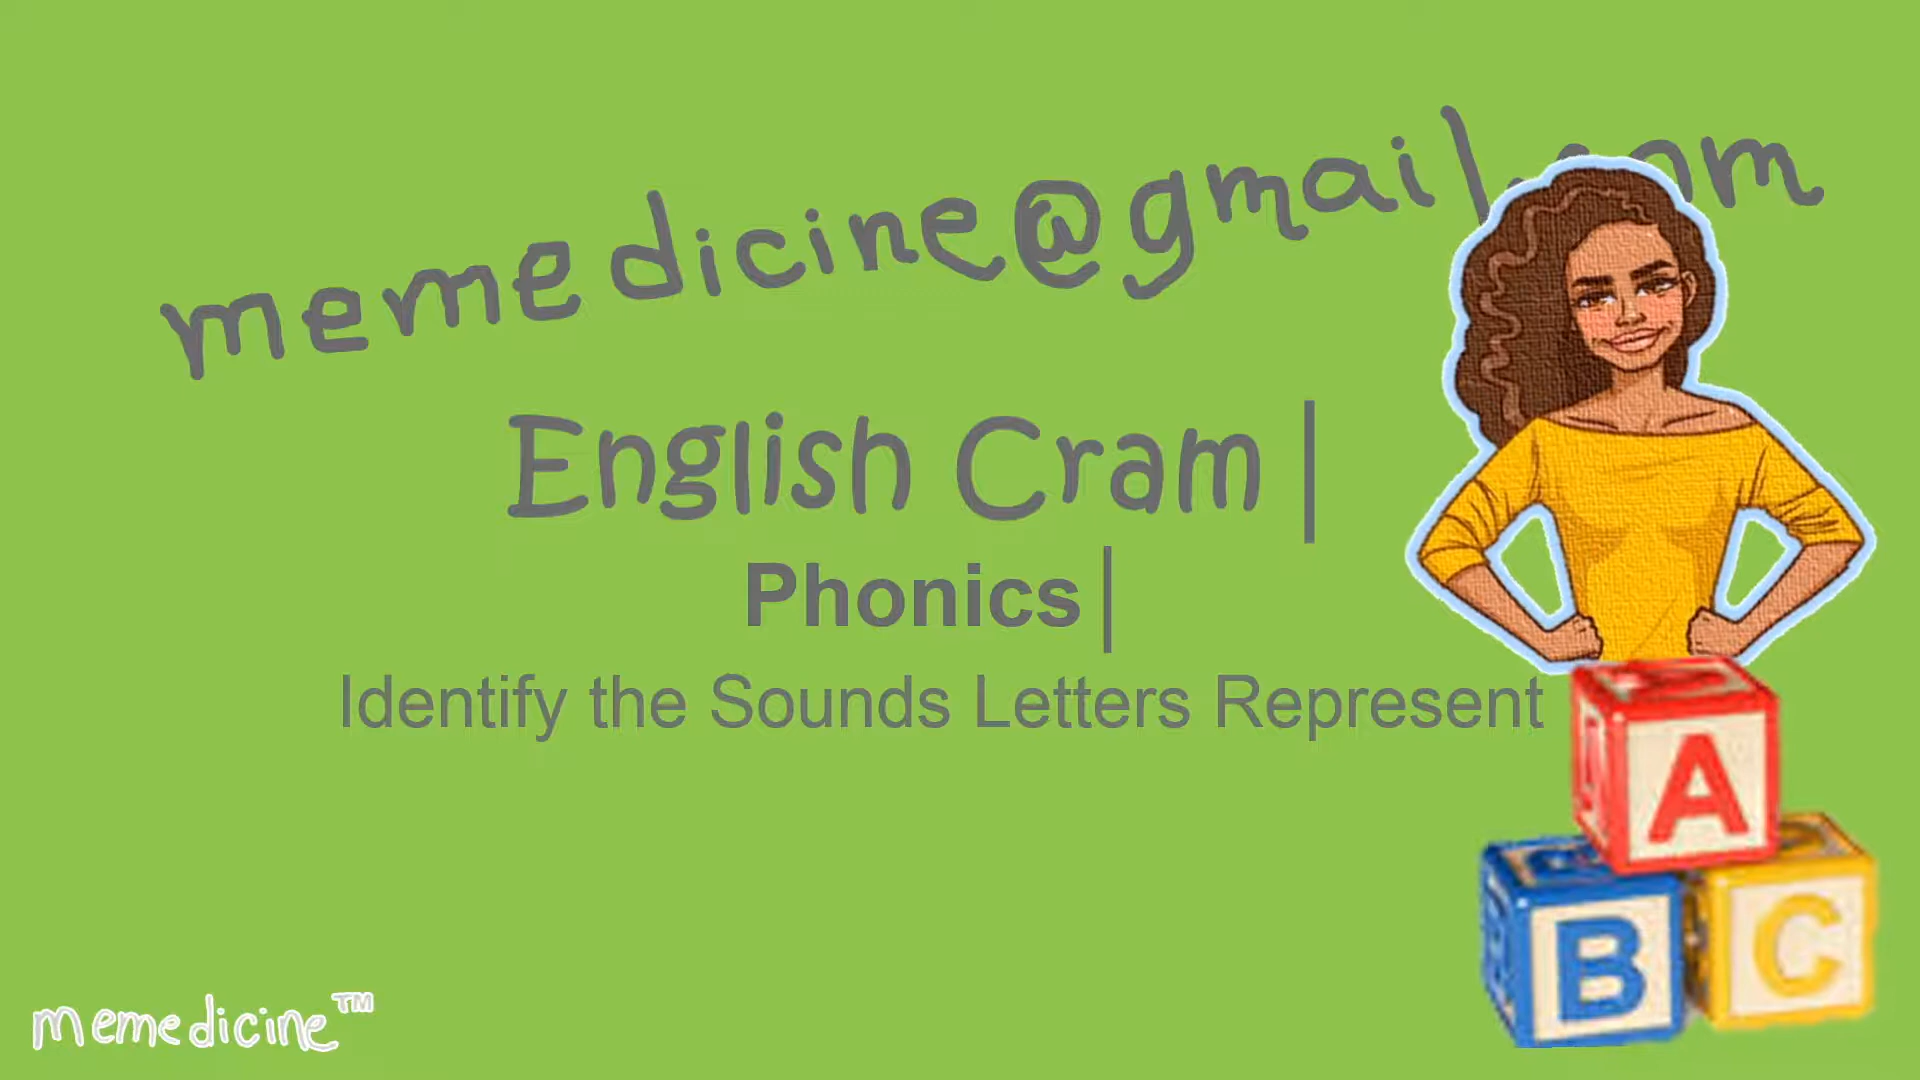 memedicine@gmail.com
English Cram|
Phonics|
Identify the Sounds Letters Represent
A
B C
memedicine™